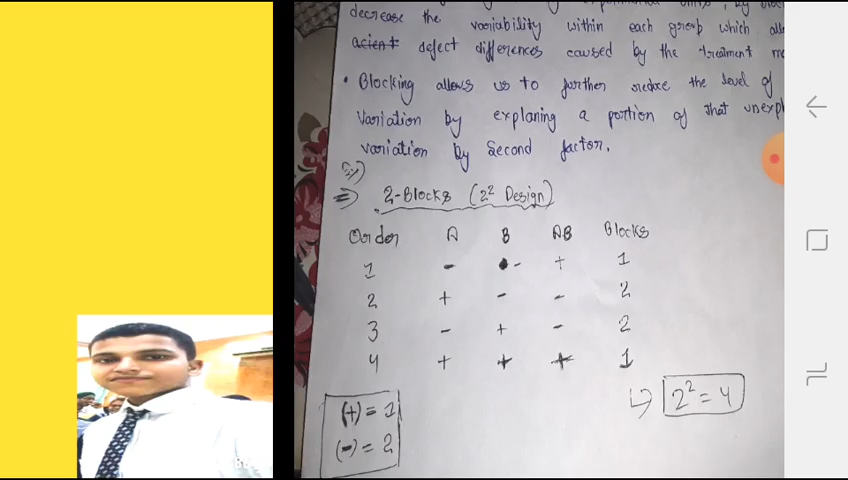 decrease the variability within each group which
acient defect differences caused by the treatment
• Blocking allows us to further reduce the level of
variation by explaning a portion of that
variation by second factor.
⇒ 2-Blocks (2² Design)
Order A B AB Blocks
1 - - + 1
2 + - - 2
3 - + - 2
4 + + + 1
↳ 2² = 4
(+) = 1
(-) = 2